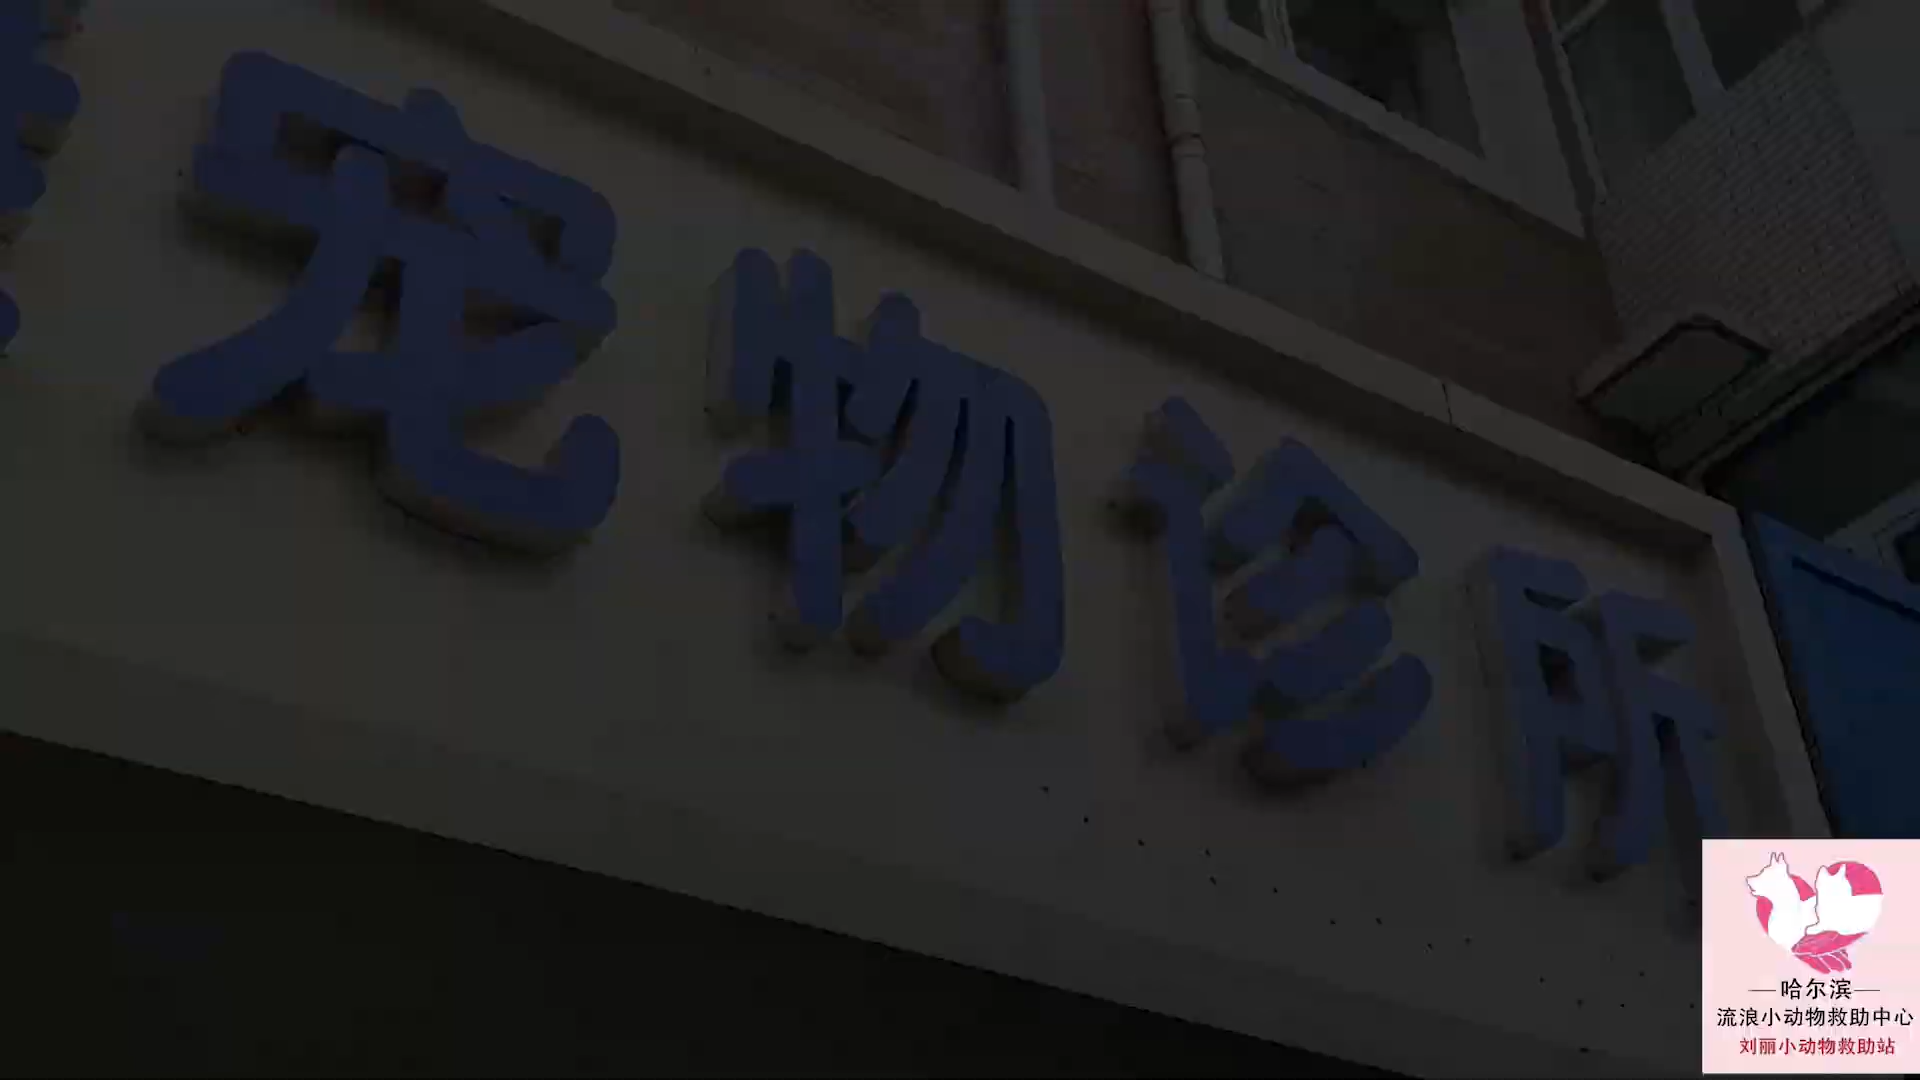 宠物诊所
哈尔滨
流浪小动物救助中心
刘丽小动物救助站